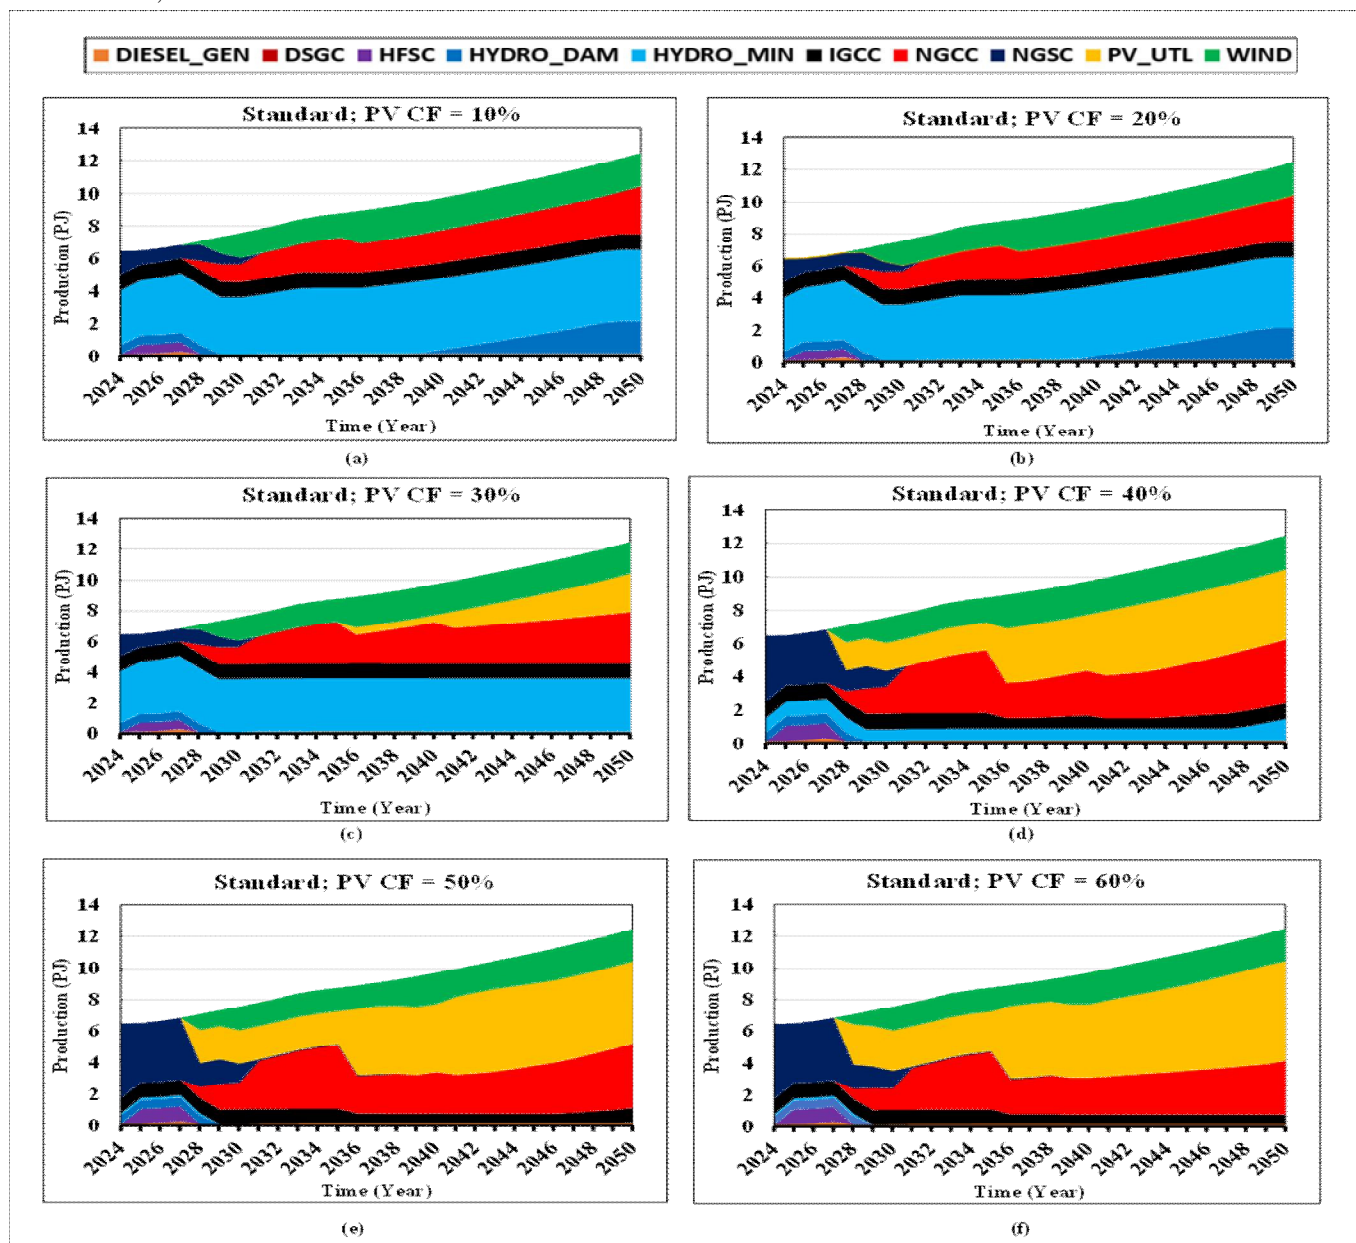 DIESEL_GEN DSGC HFSC HYDRO_DAM HYDRO_MIN IGCC NGCC NGSC PV_UTL WIND
Standard; PV CF = 10%
Production (PJ)
14
12
10
8
6
4
2
0
2024 2026 2028 2030 2032 2034 2036 2038 2040 2042 2044 2046 2048 2050
Time (Year)
(a)
Standard; PV CF = 20%
Production (PJ)
14
12
10
8
6
4
2
0
2024 2026 2028 2030 2032 2034 2036 2038 2040 2042 2044 2046 2048 2050
Time (Year)
(b)
Standard; PV CF = 30%
Production (PJ)
14
12
10
8
6
4
2
0
2024 2026 2028 2030 2032 2034 2036 2038 2040 2042 2044 2046 2048 2050
Time (Year)
(c)
Standard; PV CF = 40%
Production (PJ)
14
12
10
8
6
4
2
0
2024 2026 2028 2030 2032 2034 2036 2038 2040 2042 2044 2046 2048 2050
Time (Year)
(d)
Standard; PV CF = 50%
Production (PJ)
14
12
10
8
6
4
2
0
2024 2026 2028 2030 2032 2034 2036 2038 2040 2042 2044 2046 2048 2050
Time (Year)
(e)
Standard; PV CF = 60%
Production (PJ)
14
12
10
8
6
4
2
0
2024 2026 2028 2030 2032 2034 2036 2038 2040 2042 2044 2046 2048 2050
Time (Year)
(f)